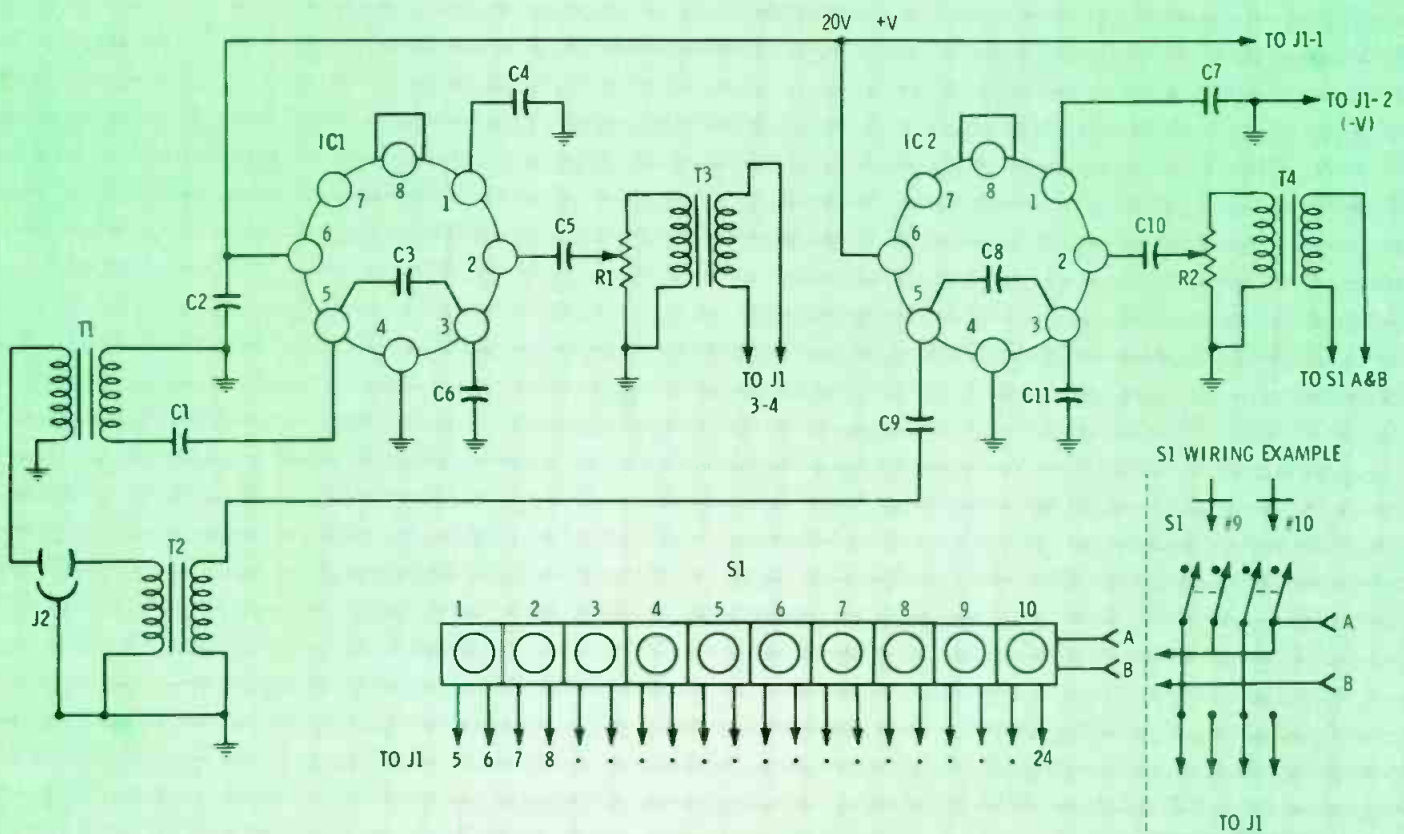 20V +V
TO J1-1
C4
C7
TO J1-2
(-V)
IC1
8
7
1
6
2
5
4
3
C3
C5
R1
T3
TO J1
3-4
IC2
8
7
1
6
2
5
4
3
C8
C10
R2
T4
TO S1 A&B
C2
T1
C1
C6
C9
C11
J2
T2
S1
1 2 3 4 5 6 7 8 9 10
A
B
TO J1 5 6 7 8 . . . . . . . . . . . 24
S1 WIRING EXAMPLE
S1 #9 #10
A
B
TO J1